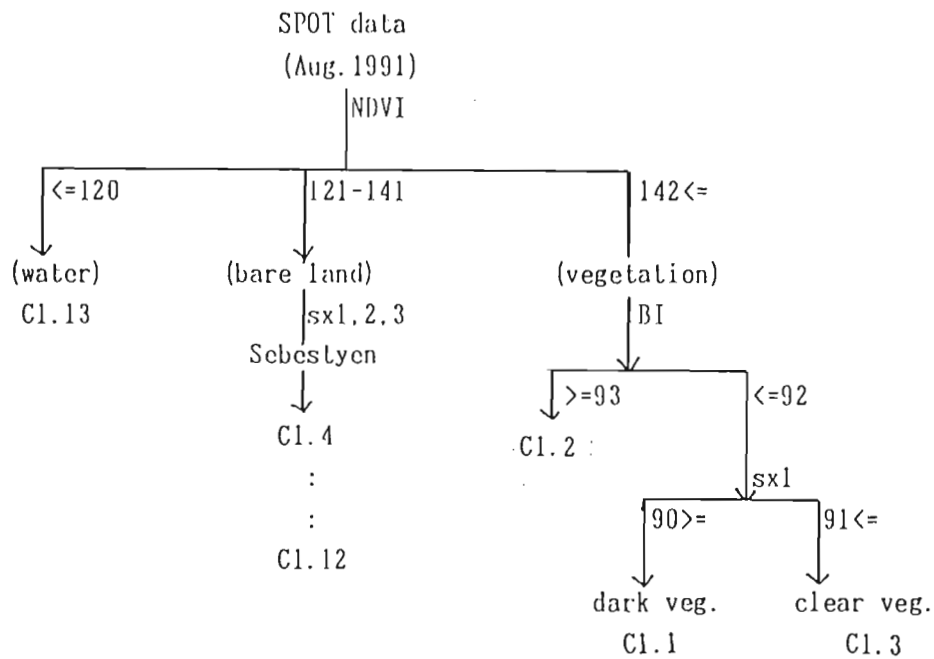 SPOT data
(Aug. 1991)
NDVI
<=120
121-141
142<=
(water)
(bare land)
(vegetation)
Cl.13
sx1,2,3
BI
Sebestyen
>=93
<=92
Cl.4
Cl.2
:
sx1
:
90>=
91<=
Cl.12
dark veg.
clear veg.
Cl.1
Cl.3